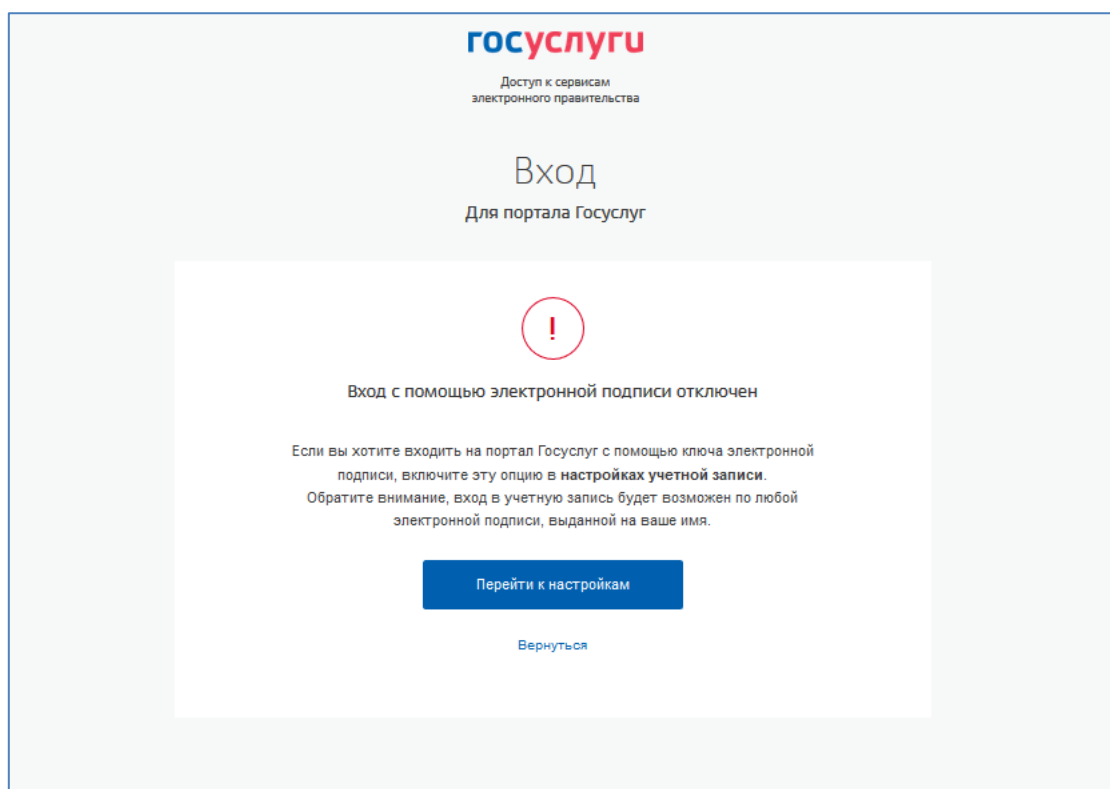 госуслуги
Доступ к сервисам
электронного правительства
Вход
Для портала Госуслуг
!
Вход с помощью электронной подписи отключен
Если вы хотите входить на портал Госуслуг с помощью ключа электронной
подписи, включите эту опцию в настройках учетной записи.
Обратите внимание, вход в учетную запись будет возможен по любой
электронной подписи, выданной на ваше имя.
Перейти к настройкам
Вернуться